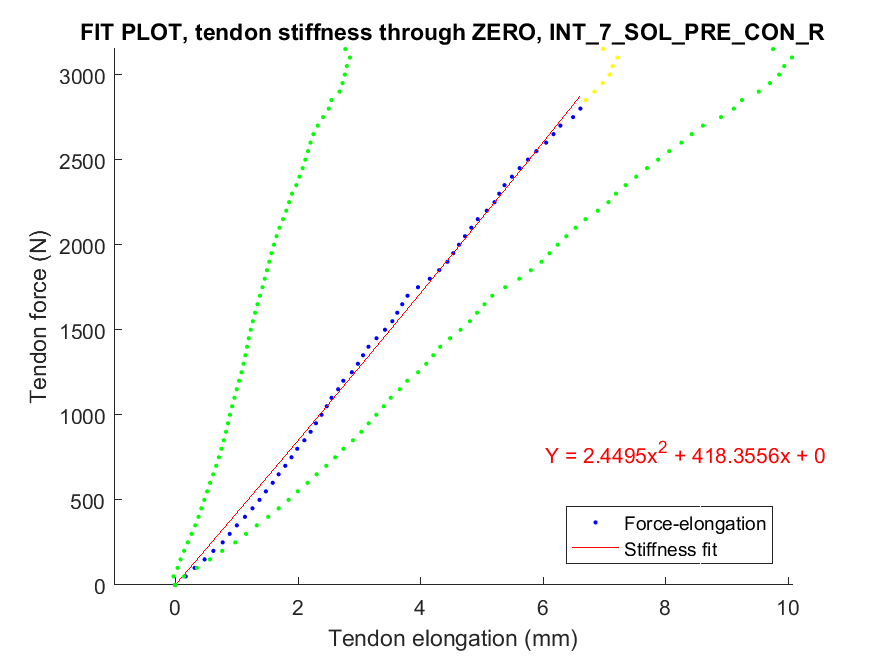 FIT PLOT, tendon stiffness through ZERO, INT_7_SOL_PRE_CON_R
3000
2500
2000
1500
1000
500
0
Tendon force (N)
Y = 2.4495x² + 418.3556x + 0
Force-elongation
Stiffness fit
0 2 4 6 8 10
Tendon elongation (mm)